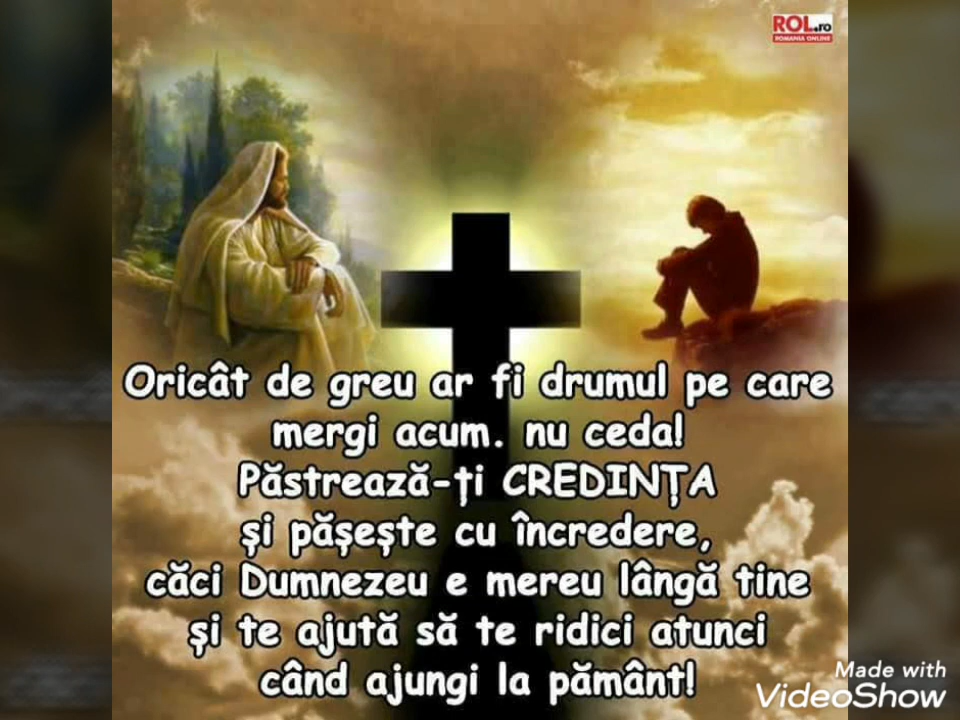 ROL.ro
ROMANIA ONLINE
Oricât de greu ar fi drumul pe care
mergi acum. nu ceda!
Păstrează-ți CREDINȚA
și pășește cu încredere,
căci Dumnezeu e mereu lângă tine
și te ajută să te ridici atunci
când ajungi la pământ!
Made with
VideoShow